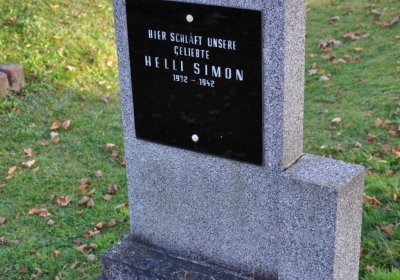 HIER SCHLÄFT UNSERE
GELIEBTE
HELLI SIMON
1932 - 1942